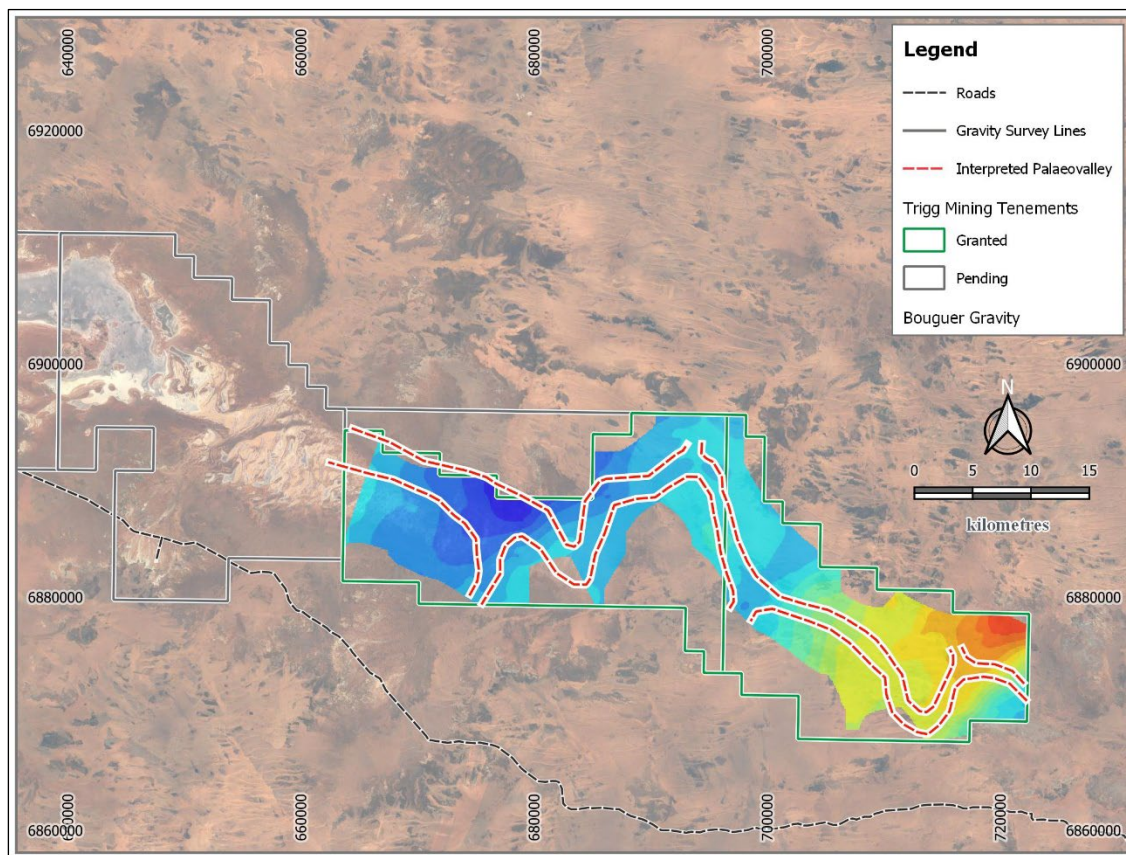 640000
660000
680000
700000
Legend
Roads
Gravity Survey Lines
Interpreted Palaeovalley
Trigg Mining Tenements
Granted
Pending
Bouguer Gravity
6920000
6900000
6900000
N
0 5 10 15
kilometres
6880000
6880000
6860000
6860000
640000
660000
680000
700000
720000